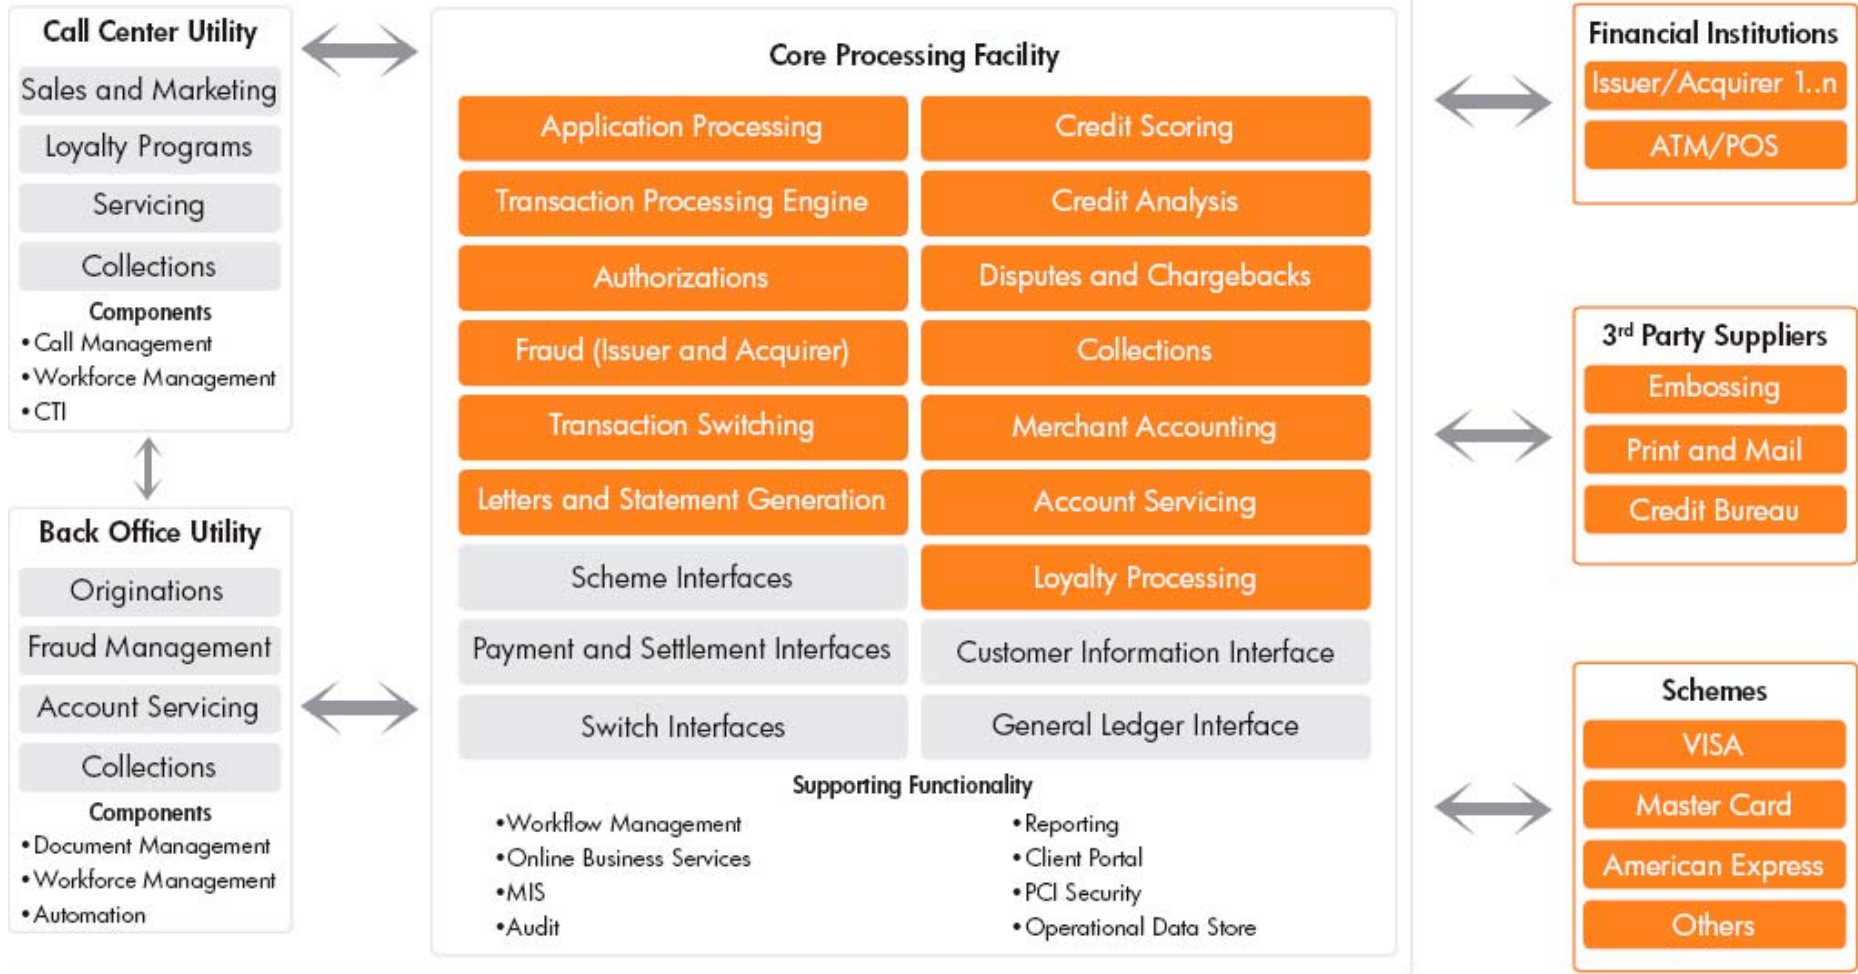 Call Center Utility
Sales and Marketing
Loyalty Programs
Servicing
Collections
Components
•Call Management
•Workforce Management
•CTI
Back Office Utility
Originations
Fraud Management
Account Servicing
Collections
Components
•Document Management
•Workforce Management
•Automation
Core Processing Facility
Application Processing
Credit Scoring
Transaction Processing Engine
Credit Analysis
Authorizations
Disputes and Chargebacks
Fraud (Issuer and Acquirer)
Collections
Transaction Switching
Merchant Accounting
Letters and Statement Generation
Account Servicing
Scheme Interfaces
Loyalty Processing
Payment and Settlement Interfaces
Customer Information Interface
Switch Interfaces
General Ledger Interface
Supporting Functionality
•Workflow Management
•Online Business Services
•MIS
•Audit
•Reporting
•Client Portal
•PCI Security
•Operational Data Store
Financial Institutions
Issuer/Acquirer 1..n
ATM/POS
3rd Party Suppliers
Embossing
Print and Mail
Credit Bureau
Schemes
VISA
Master Card
American Express
Others